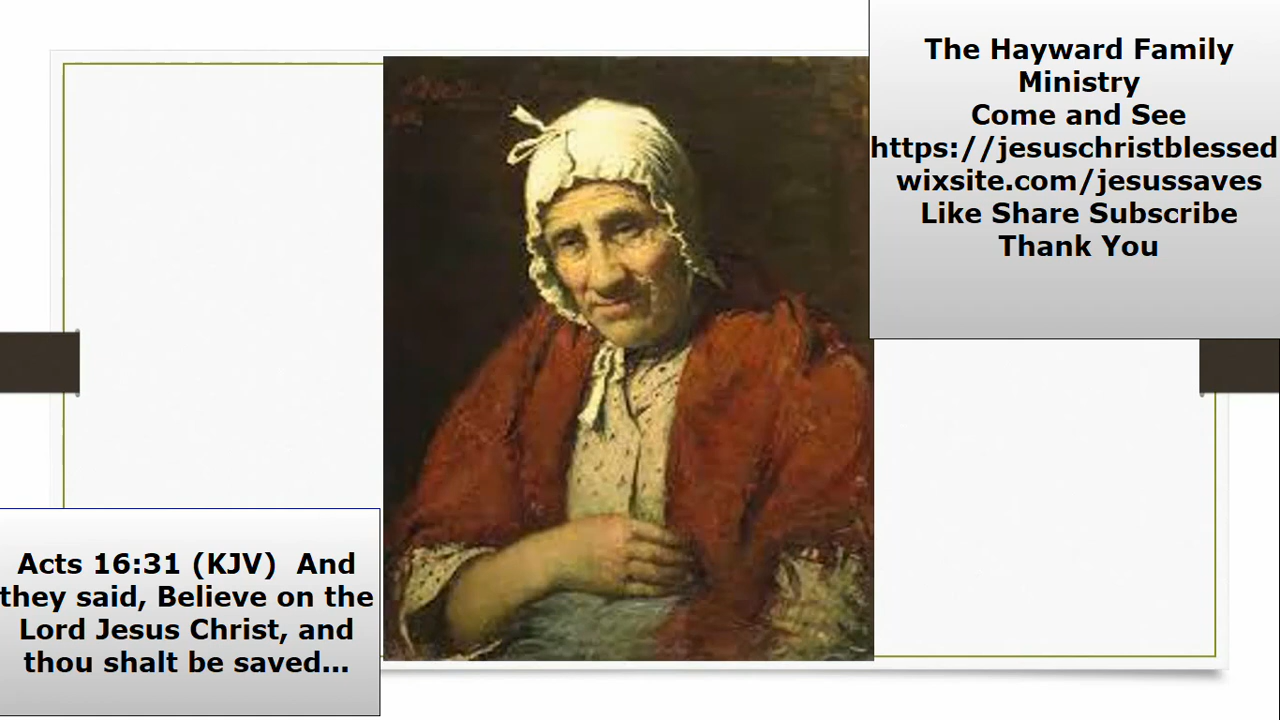 The Hayward Family
Ministry
Come and See
https://jesuschristblessed
wixsite.com/jesussaves
Like Share Subscribe
Thank You
Acts 16:31 (KJV)  And
they said, Believe on the
Lord Jesus Christ, and
thou shalt be saved...